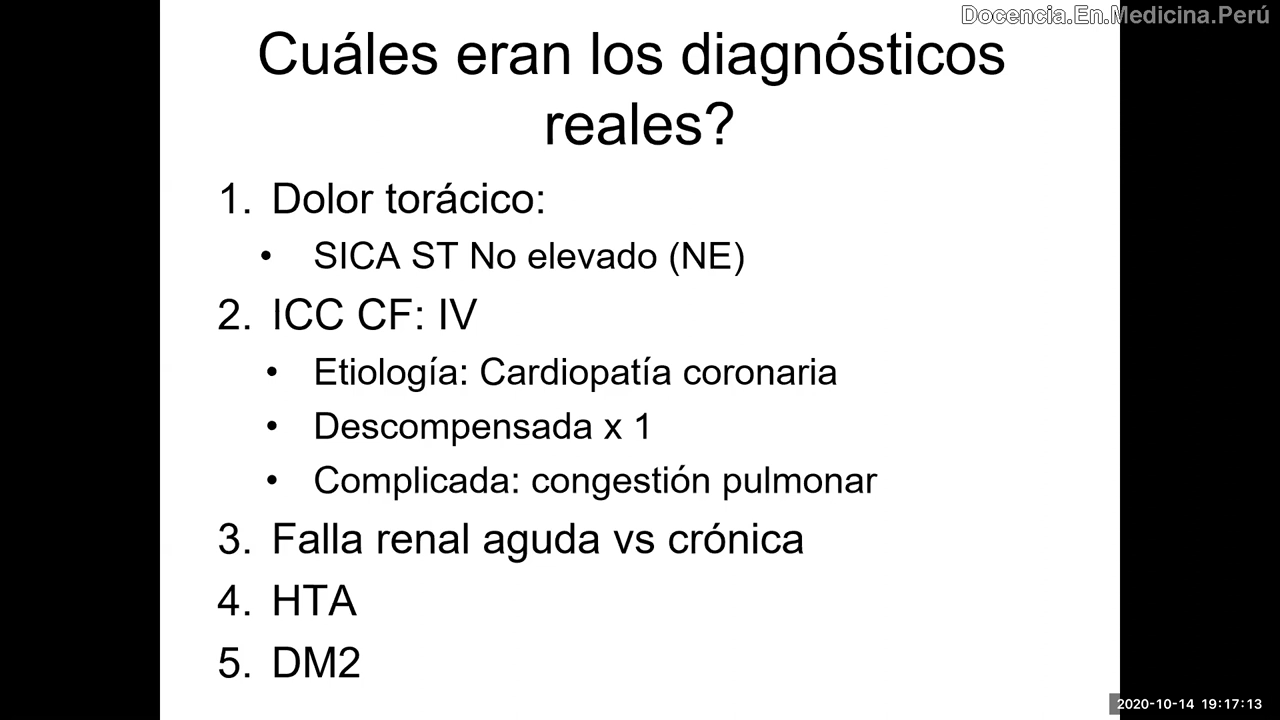 Docencia.En.Medicina.Perú
Cuáles eran los diagnósticos
reales?
1. Dolor torácico:
• SICA ST No elevado (NE)
2. ICC CF: IV
• Etiología: Cardiopatía coronaria
• Descompensada x 1
• Complicada: congestión pulmonar
3. Falla renal aguda vs crónica
4. HTA
5. DM2
2020-10-14 19:17:13